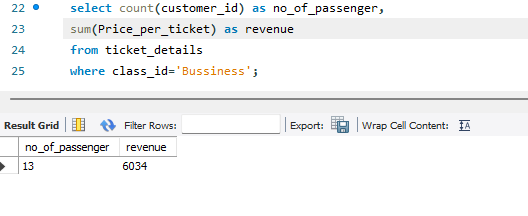 22 select count(customer_id) as no_of_passenger,
23 sum(Price_per_ticket) as revenue
24 from ticket_details
25 where class_id='Bussiness';
Result Grid Filter Rows: Export: Wrap Cell Content: IA
no_of_passenger revenue
13 6034